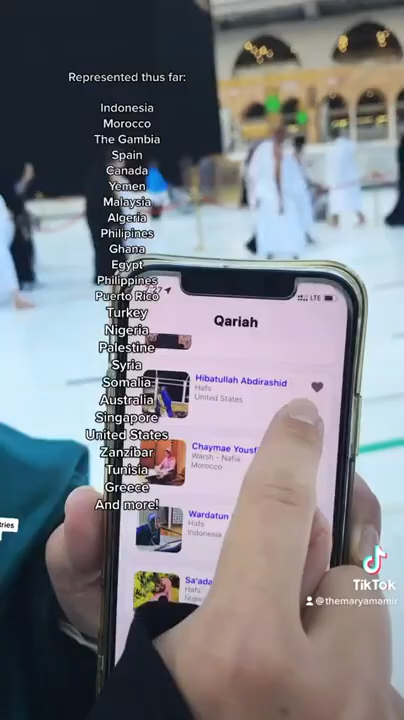 Represented thus far:
Indonesia
Morocco
The Gambia
Spain
Canada
Yemen
Malaysia
Algeria
Philipines
Ghana
Egypt
Philippines
Puerto Rico
Turkey
Nigeria
Palestine
Syria
Somalia
Australia
Singapore
United States
Zanzibar
Tunisia
Greece
And more!
7:27
LTE
Qariah
Hibatullah Abdirashid
Hafs
United States
Chaymae
Warsh - Nafia
Morocco
Wardatun
Hafs
Indonesia
Sa'ada
Hafs
TikTok
@themaryamamir